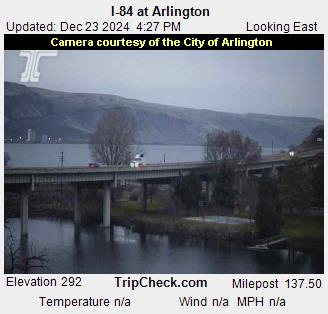 I-84 at Arlington
Updated: Dec 23 2024 4:27 PM Looking East
Camera courtesy of the City of Arlington
Elevation 292 TripCheck.com Milepost 137.50
Temperature n/a Wind n/a MPH n/a